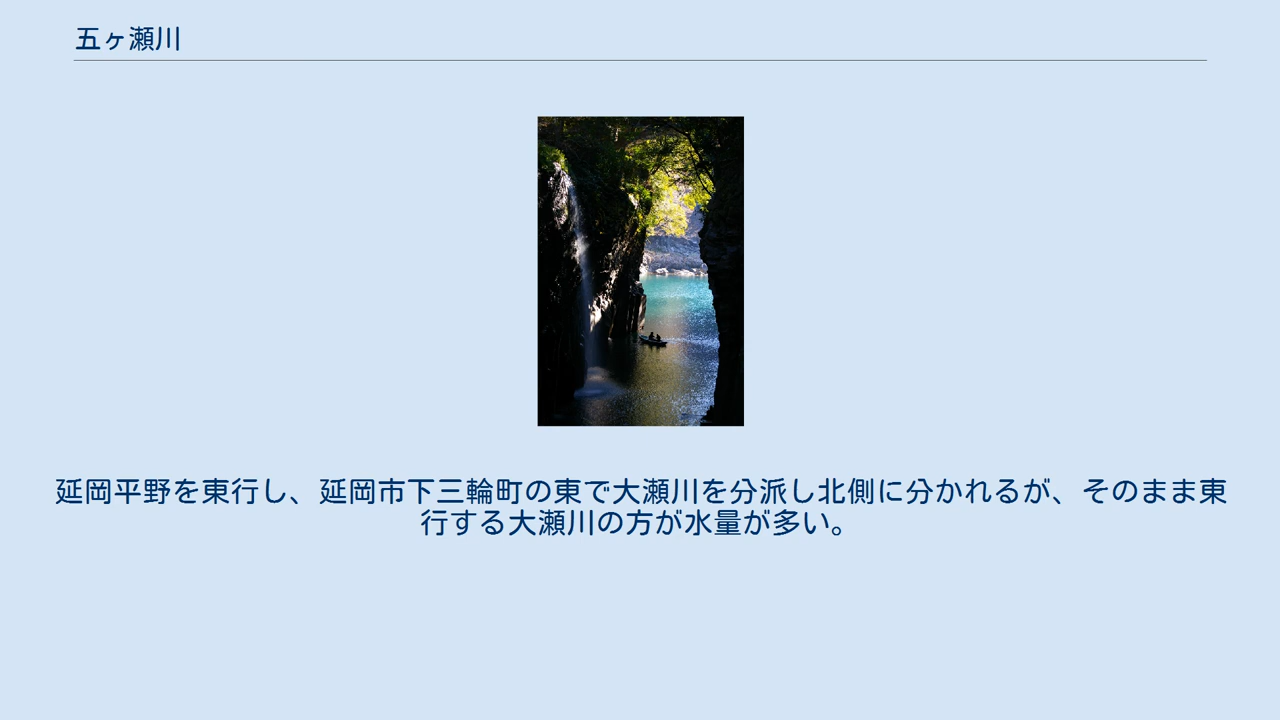 五ヶ瀬川
延岡平野を東行し、延岡市下三輪町の東で大瀬川を分派し北側に分かれるが、そのまま東
行する大瀬川の方が水量が多い。